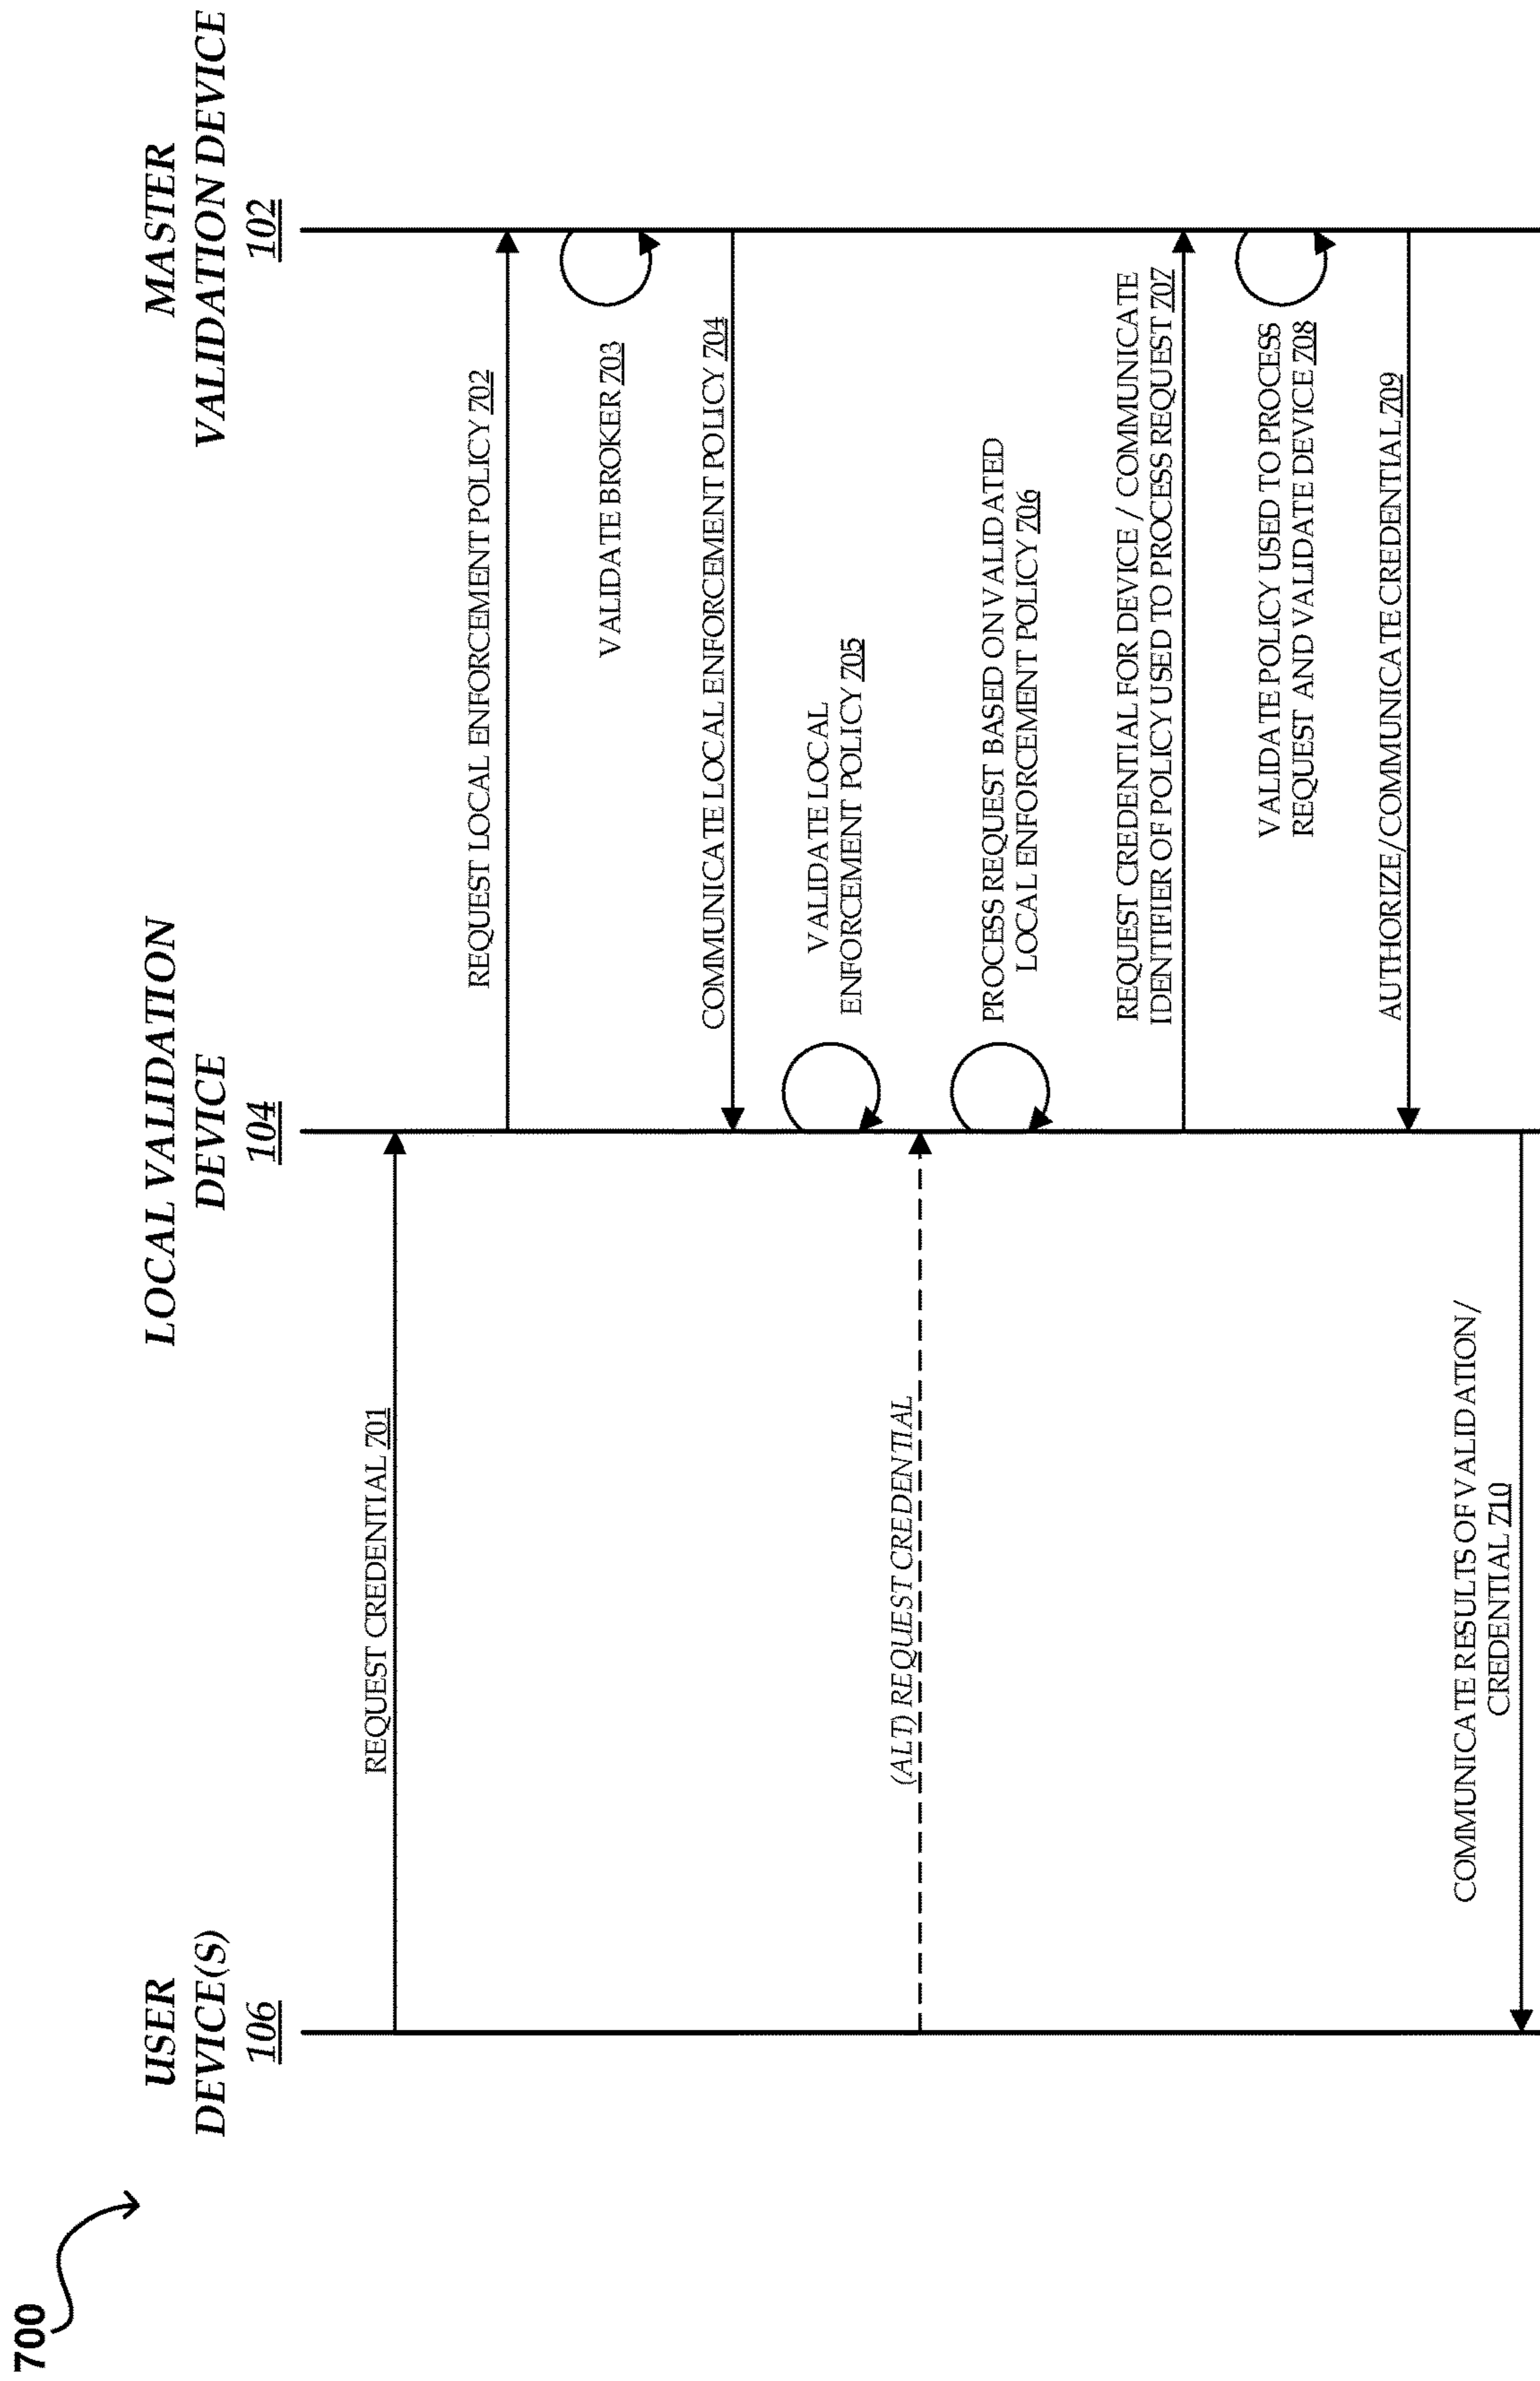 700
USER
DEVICE(S)
106
LOCAL VALIDATION
DEVICE
104
MASTER
VALIDATION DEVICE
102
REQUEST CREDENTIAL 701
REQUEST LOCAL ENFORCEMENT POLICY 702
VALIDATE BROKER 703
COMMUNICATE LOCAL ENFORCEMENT POLICY 704
VALIDATE LOCAL
ENFORCEMENT POLICY 705
(ALT) REQUEST CREDENTIAL
PROCESS REQUEST BASED ON VALIDATED
LOCAL ENFORCEMENT POLICY 706
REQUEST CREDENTIAL FOR DEVICE / COMMUNICATE
IDENTIFIER OF POLICY USED TO PROCESS REQUEST 707
VALIDATE POLICY USED TO PROCESS
REQUEST AND VALIDATE DEVICE 708
AUTHORIZE/COMMUNICATE CREDENTIAL 709
COMMUNICATE RESULTS OF VALIDATION/
CREDENTIAL 710